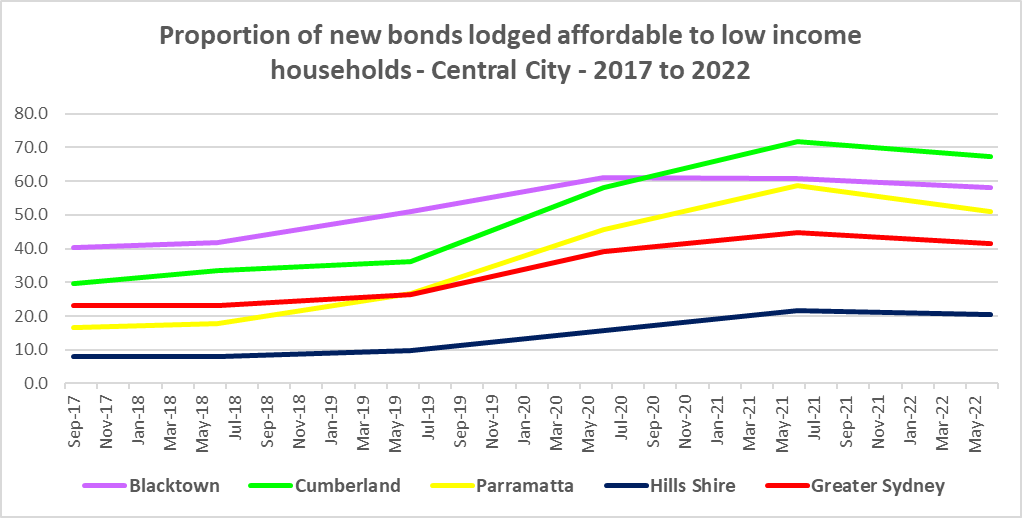 Proportion of new bonds lodged affordable to low income
households - Central City - 2017 to 2022
80.0
70.0
60.0
50.0
40.0
30.0
20.0
10.0
0.0
Sep-17
Nov-17
Jan-18
Mar-18
May-18
Jul-18
Sep-18
Nov-18
Jan-19
Mar-19
May-19
Jul-19
Sep-19
Nov-19
Jan-20
Mar-20
May-20
Jul-20
Sep-20
Nov-20
Jan-21
Mar-21
May-21
Jul-21
Sep-21
Nov-21
Jan-22
Mar-22
May-22
Blacktown Cumberland Parramatta Hills Shire Greater Sydney